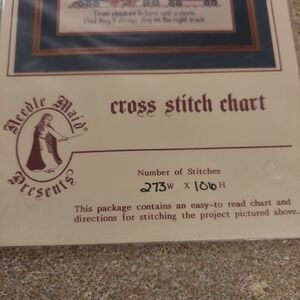 Train children to have self-esteem
And they'll always stay on the right track.
Needle Maid®
Presents
cross stitch chart
Number of Stitches
273W X 106H
This package contains an easy-to read chart and
directions for stitching the project pictured above.